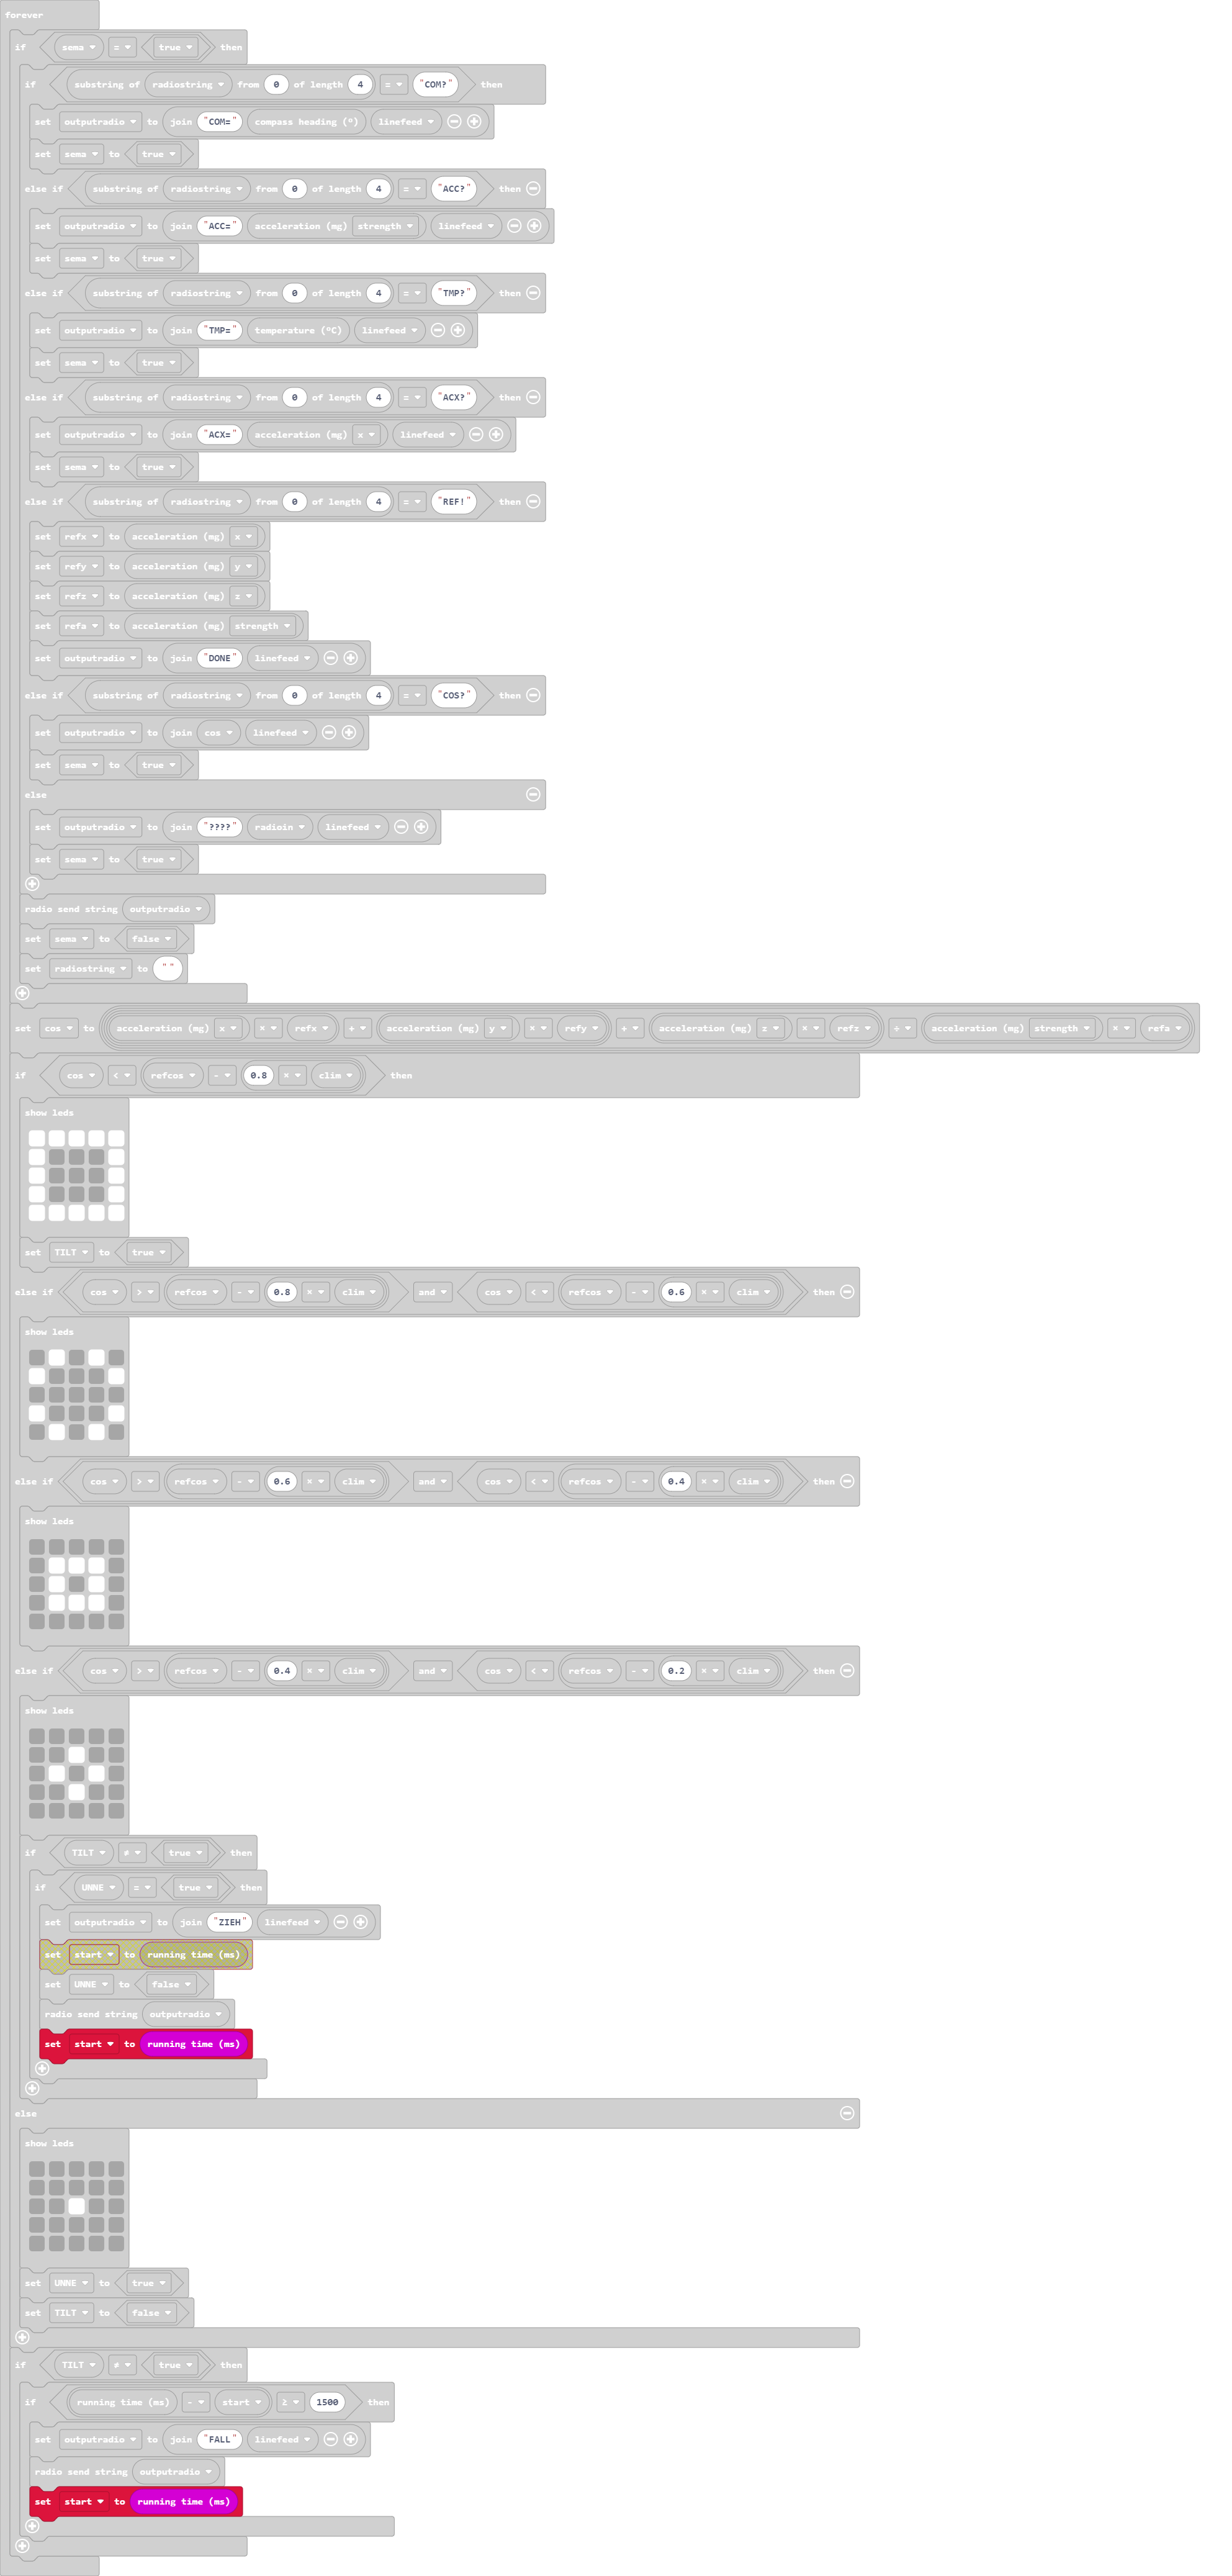 forever
if sema = true then
if substring of radiostring from 0 of length 4 = "COM?" then
set outputradio to join "COM=" compass heading (°) linefeed
set sema to true
else if substring of radiostring from 0 of length 4 = "ACC?" then
set outputradio to join "ACC=" acceleration (mg) strength linefeed
set sema to true
else if substring of radiostring from 0 of length 4 = "TMP?" then
set outputradio to join "TMP=" temperature (°C) linefeed
set sema to true
else if substring of radiostring from 0 of length 4 = "ACX?" then
set outputradio to join "ACX=" acceleration (mg) x linefeed
set sema to true
else if substring of radiostring from 0 of length 4 = "REF!" then
set refx to acceleration (mg) x
set refy to acceleration (mg) y
set refz to acceleration (mg) z
set refa to acceleration (mg) strength
set outputradio to join "DONE" linefeed
else if substring of radiostring from 0 of length 4 = "COS?" then
set outputradio to join cos linefeed
set sema to true
else
set outputradio to join "????" radioin linefeed
set sema to true
radio send string outputradio
set sema to false
set radiostring to ""
set cos to acceleration (mg) x × refx + acceleration (mg) y × refy + acceleration (mg) z × refz ÷ acceleration (mg) strength × refa
if cos < refcos - 0.8 × clim then
show leds
set TILT to true
else if cos > refcos - 0.8 × clim and cos < refcos - 0.6 × clim then
show leds
else if cos > refcos - 0.6 × clim and cos < refcos - 0.4 × clim then
show leds
else if cos > refcos - 0.4 × clim and cos < refcos - 0.2 × clim then
show leds
if TILT ≠ true then
if UNNE = true then
set outputradio to join "ZIEH" linefeed
set start to running time (ms)
set UNNE to false
radio send string outputradio
set start to running time (ms)
else
show leds
set UNNE to true
set TILT to false
if TILT ≠ true then
if running time (ms) - start ≥ 1500 then
set outputradio to join "FALL" linefeed
radio send string outputradio
set start to running time (ms)